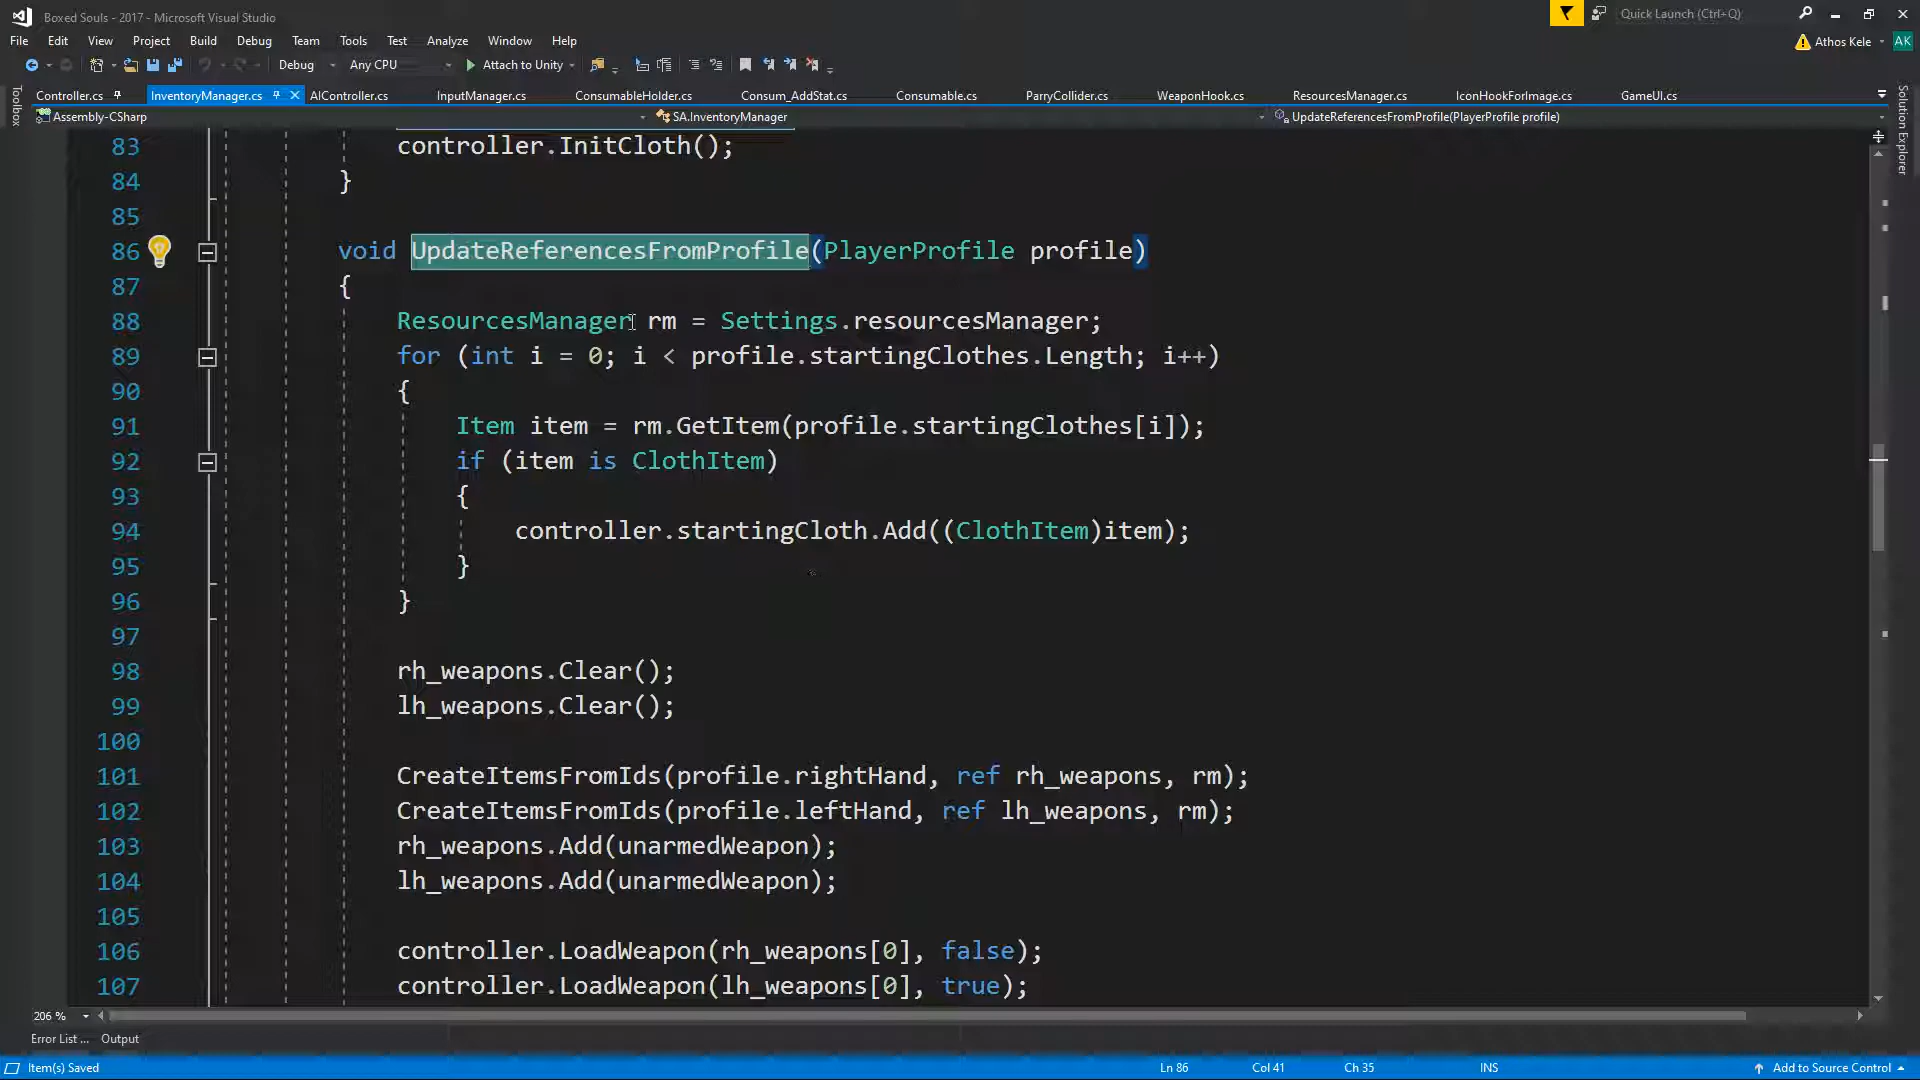 Boxed Souls - 2017 - Microsoft Visual Studio
Quick Launch (Ctrl+Q)
File Edit View Project Build Debug Team Tools Test Analyze Window Help
Athos Kele AK
Debug Any CPU Attach to Unity
Toolbox
Controller.cs InventoryManager.cs AIController.cs InputManager.cs ConsumableHolder.cs Consum_AddStat.cs Consumable.cs ParryCollider.cs WeaponHook.cs ResourcesManager.cs IconHookForImage.cs GameUI.cs
Solution Explorer
Assembly-CSharp SA.InventoryManager UpdateReferencesFromProfile(PlayerProfile profile)
83 controller.InitCloth();
84 }
85
86 void UpdateReferencesFromProfile(PlayerProfile profile)
87 {
88 ResourcesManager rm = Settings.resourcesManager;
89 for (int i = 0; i < profile.startingClothes.Length; i++)
90 {
91 Item item = rm.GetItem(profile.startingClothes[i]);
92 if (item is ClothItem)
93 {
94 controller.startingCloth.Add((ClothItem)item);
95 }
96 }
97
98 rh_weapons.Clear();
99 lh_weapons.Clear();
100
101 CreateItemsFromIds(profile.rightHand, ref rh_weapons, rm);
102 CreateItemsFromIds(profile.leftHand, ref lh_weapons, rm);
103 rh_weapons.Add(unarmedWeapon);
104 lh_weapons.Add(unarmedWeapon);
105
106 controller.LoadWeapon(rh_weapons[0], false);
107 controller.LoadWeapon(lh_weapons[0], true);
206 %
Error List ... Output
Item(s) Saved Ln 86 Col 41 Ch 35 INS Add to Source Control